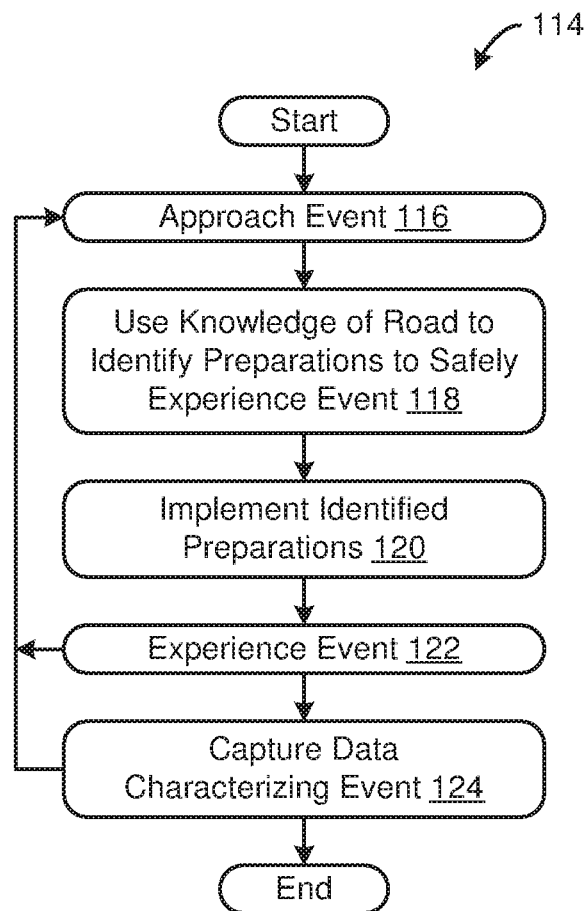 114
Start
Approach Event 116
Use Knowledge of Road to
Identify Preparations to Safely
Experience Event 118
Implement Identified
Preparations 120
Experience Event 122
Capture Data
Characterizing Event 124
End